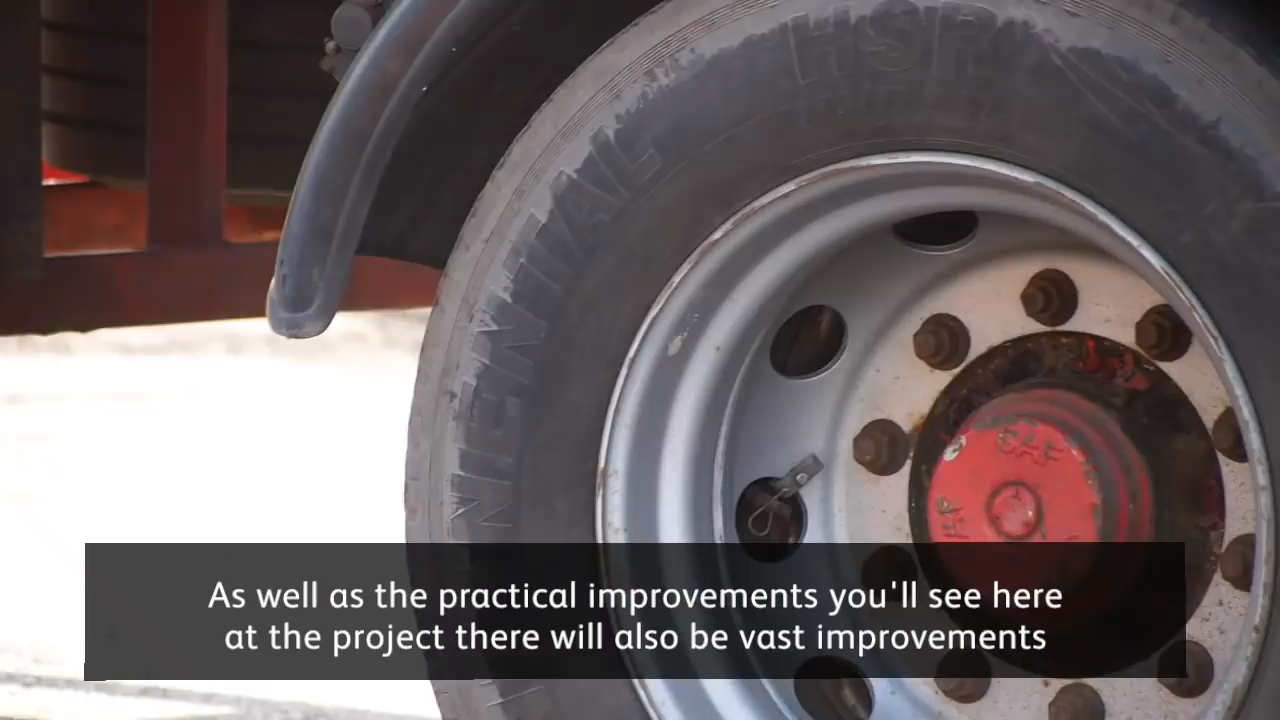 HSR
NENTAL
SAF
As well as the practical improvements you'll see here
at the project there will also be vast improvements